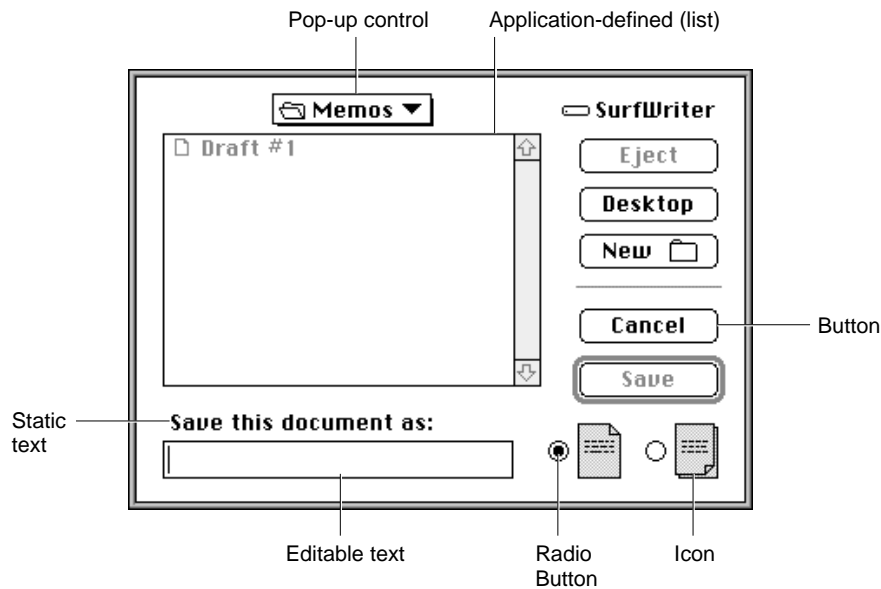 Pop-up control
Application-defined (list)
Memos
SurfWriter
Draft #1
Eject
Desktop
New
Cancel
Button
Save
Static
text
Save this document as:
Editable text
Radio
Button
Icon